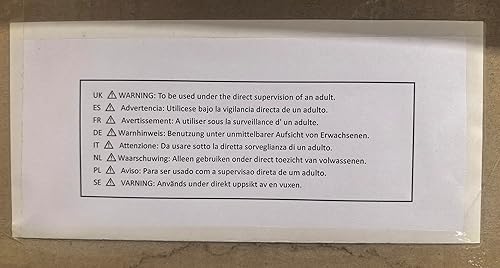 UK ⚠ WARNING: To be used under the direct supervision of an adult.
ES ⚠ Advertencia: Utilicese bajo la vigilancia directa de un adulto.
FR ⚠ Avertissement: A utiliser sous la surveillance d' un adulte.
DE ⚠ Warnhinweis: Benutzung unter unmittelbarer Aufsicht von Erwachsenen.
IT ⚠ Attenzione: Da usare sotto la diretta sorveglianza di un adulto.
NL ⚠ Waarschuwing: Alleen gebruiken onder direct toezicht van volwassenen.
PL ⚠ Aviso: Para ser usado com a supervisao direta de um adulto.
SE ⚠ VARNING: Används under direkt uppsikt av en vuxen.